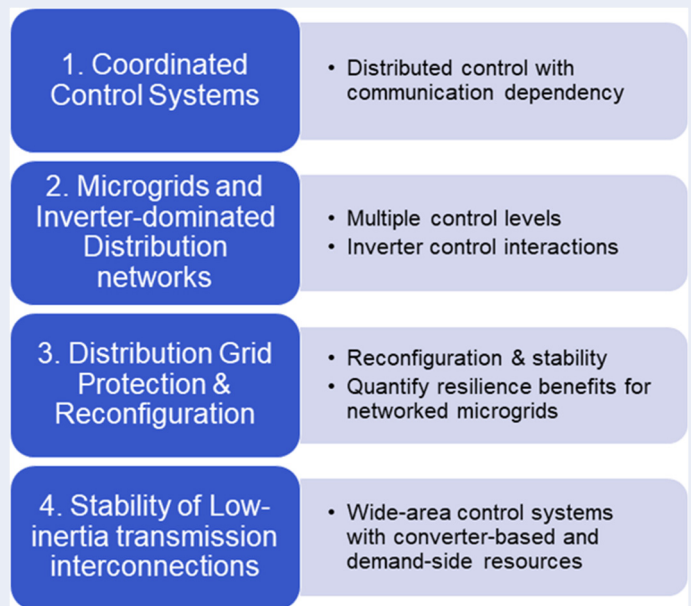 1. Coordinated
Control Systems
• Distributed control with
communication dependency
2. Microgrids and
Inverter-dominated
Distribution
networks
• Multiple control levels
• Inverter control interactions
3. Distribution Grid
Protection &
Reconfiguration
• Reconfiguration & stability
• Quantify resilience benefits for
networked microgrids
4. Stability of Low-
inertia transmission
interconnections
• Wide-area control systems
with converter-based and
demand-side resources